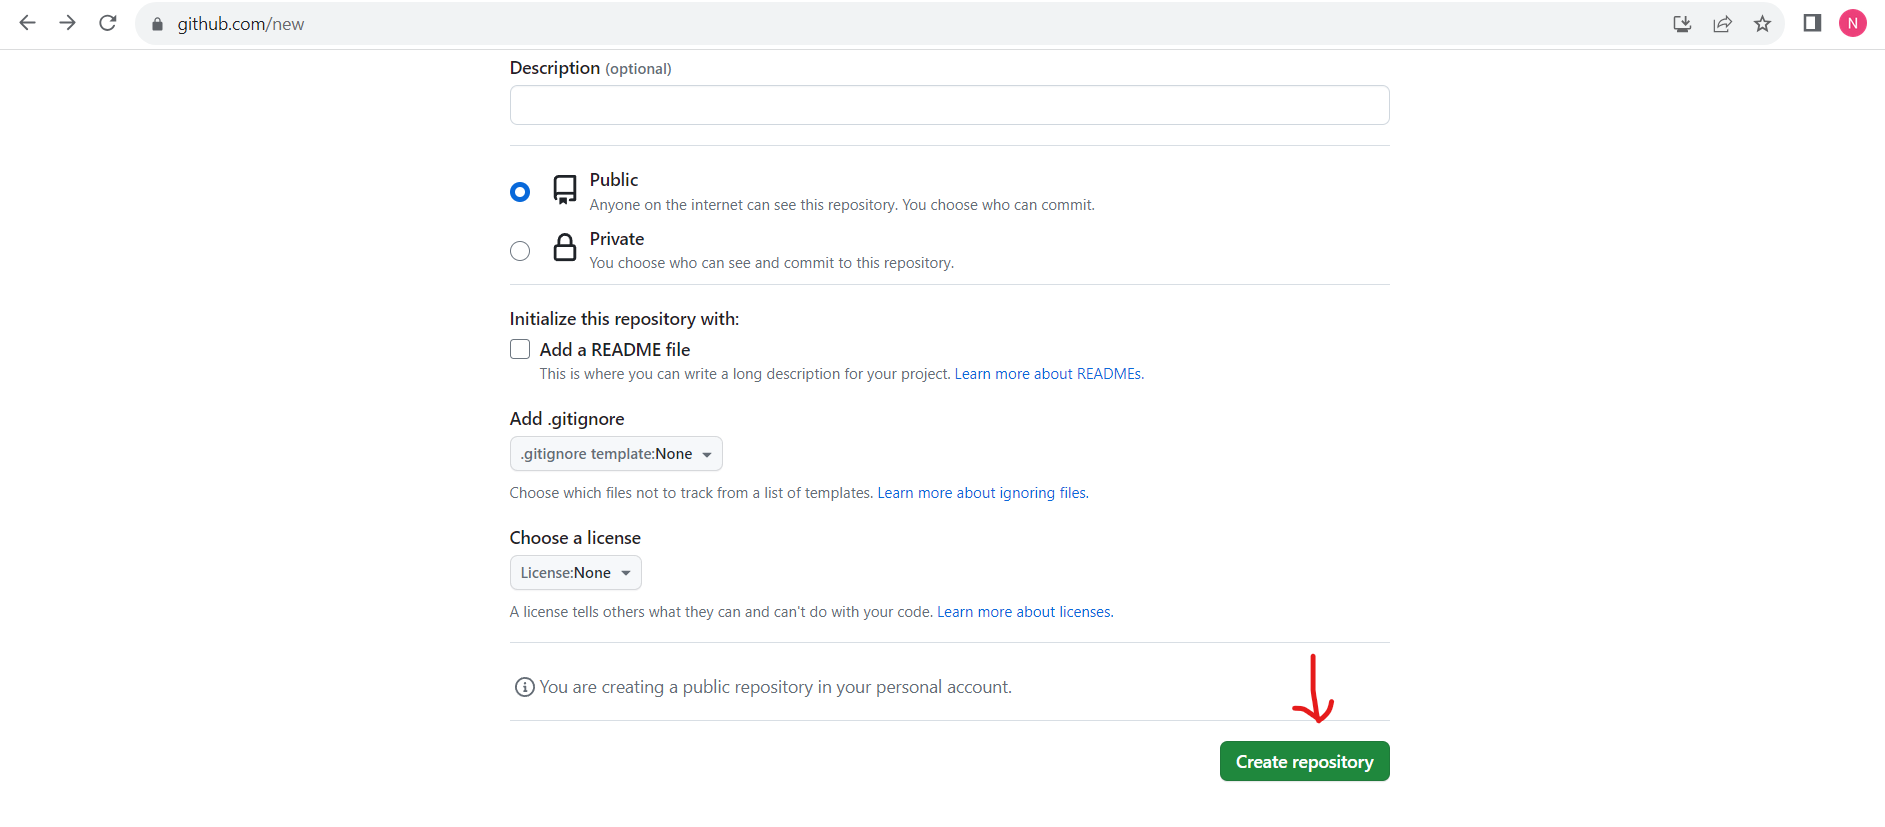 github.com/new
N
Description (optional)
Public
Anyone on the internet can see this repository. You choose who can commit.
Private
You choose who can see and commit to this repository.
Initialize this repository with:
Add a README file
This is where you can write a long description for your project. Learn more about READMEs.
Add .gitignore
.gitignore template:None
Choose which files not to track from a list of templates. Learn more about ignoring files.
Choose a license
License:None
A license tells others what they can and can't do with your code. Learn more about licenses.
You are creating a public repository in your personal account.
Create repository